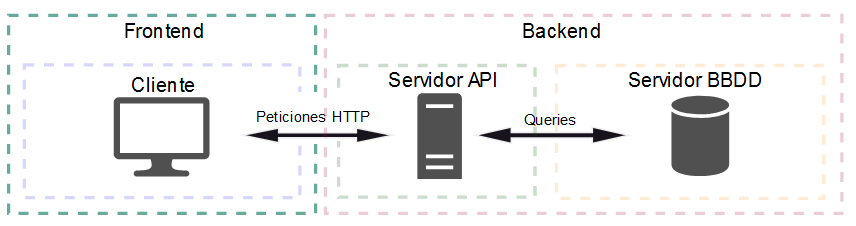 Frontend
Backend
Cliente
Servidor API
Servidor BBDD
Peticiones HTTP
Queries